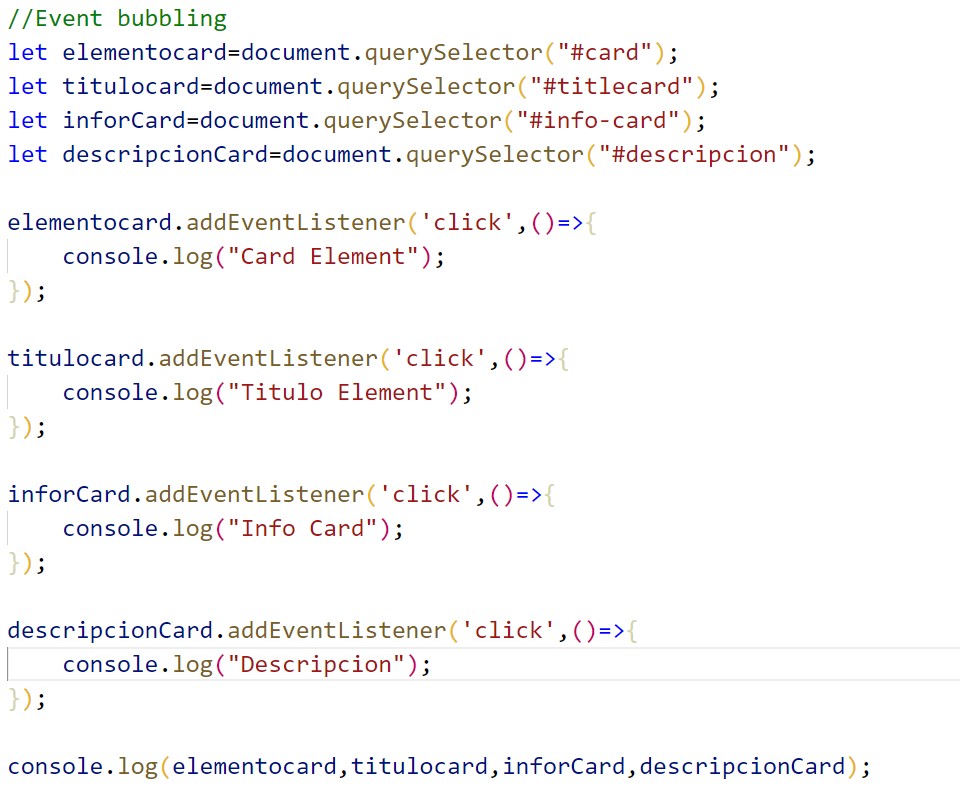 //Event bubbling
let elementocard=document.querySelector("#card");
let titulocard=document.querySelector("#titlecard");
let inforCard=document.querySelector("#info-card");
let descripcionCard=document.querySelector("#descripcion");
elementocard.addEventListener('click',()=>{
    console.log("Card Element");
});
titulocard.addEventListener('click',()=>{
    console.log("Titulo Element");
});
inforCard.addEventListener('click',()=>{
    console.log("Info Card");
});
descripcionCard.addEventListener('click',()=>{
    console.log("Descripcion");
});
console.log(elementocard,titulocard,inforCard,descripcionCard);